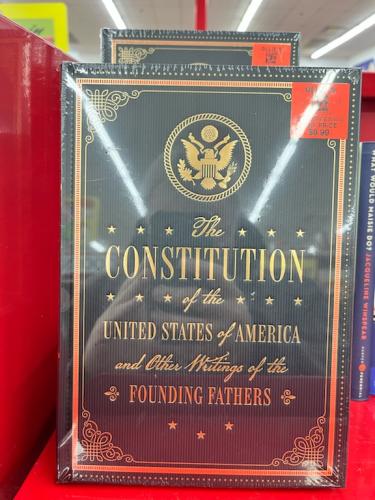 The
CONSTITUTION
of the
UNITED STATES of AMERICA
and Other Writings of the
FOUNDING FATHERS
PRICE
$9.99
WHAT WOULD MAISIE DO?
JACQUELINE WINSPEAR